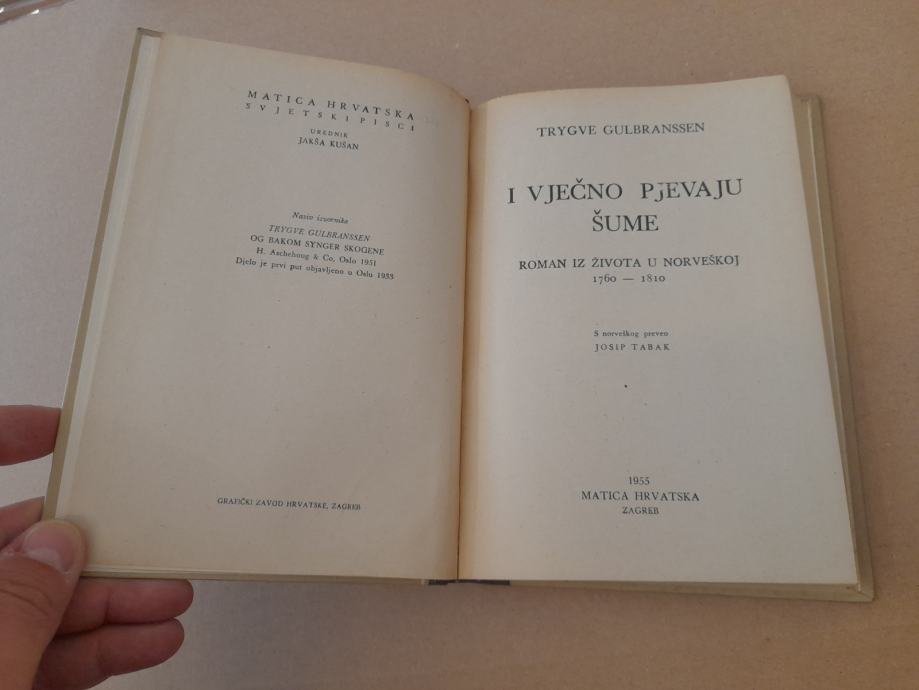 MATICA HRVATSKA
SVJETSKI PISCI
UREDNIK
JAKŠA KUŠAN
Naziv izvornika
TRYGVE GULBRANSSEN
OG BAKOM SYNGER SKOGENE
H. Aschehoug & Co, Oslo 1951
Djelo je prvi put objavljeno u Oslu 1933
GRAFIČKI ZAVOD HRVATSKE, ZAGREB
TRYGVE GULBRANSSEN
I VJEČNO PjEVAJU
ŠUME
ROMAN IZ ŽIVOTA U NORVEŠKOJ
1760 — 1810
S norveškog preveo
JOSIP TABAK
1955
MATICA HRVATSKA
ZAGREB